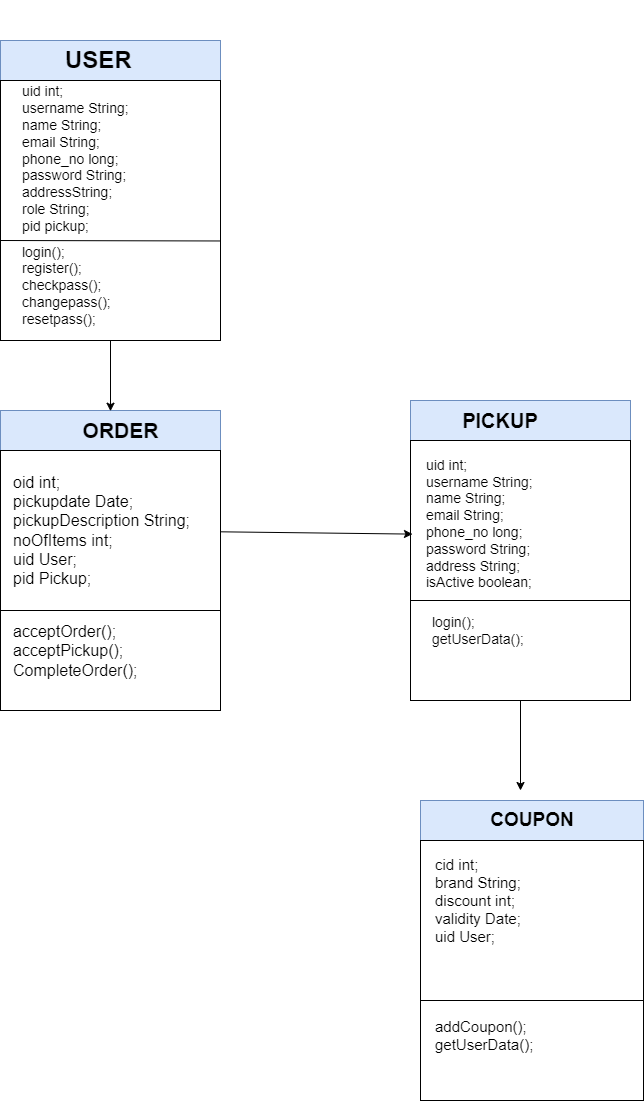 USER
uid int;
username String;
name String;
email String;
phone_no long;
password String;
addressString;
role String;
pid pickup;
login();
register();
checkpass();
changepass();
resetpass();
ORDER
oid int;
pickupdate Date;
pickupDescription String;
noOfItems int;
uid User;
pid Pickup;
acceptOrder();
acceptPickup();
CompleteOrder();
PICKUP
uid int;
username String;
name String;
email String;
phone_no long;
password String;
address String;
isActive boolean;
login();
getUserData();
COUPON
cid int;
brand String;
discount int;
validity Date;
uid User;
addCoupon();
getUserData();